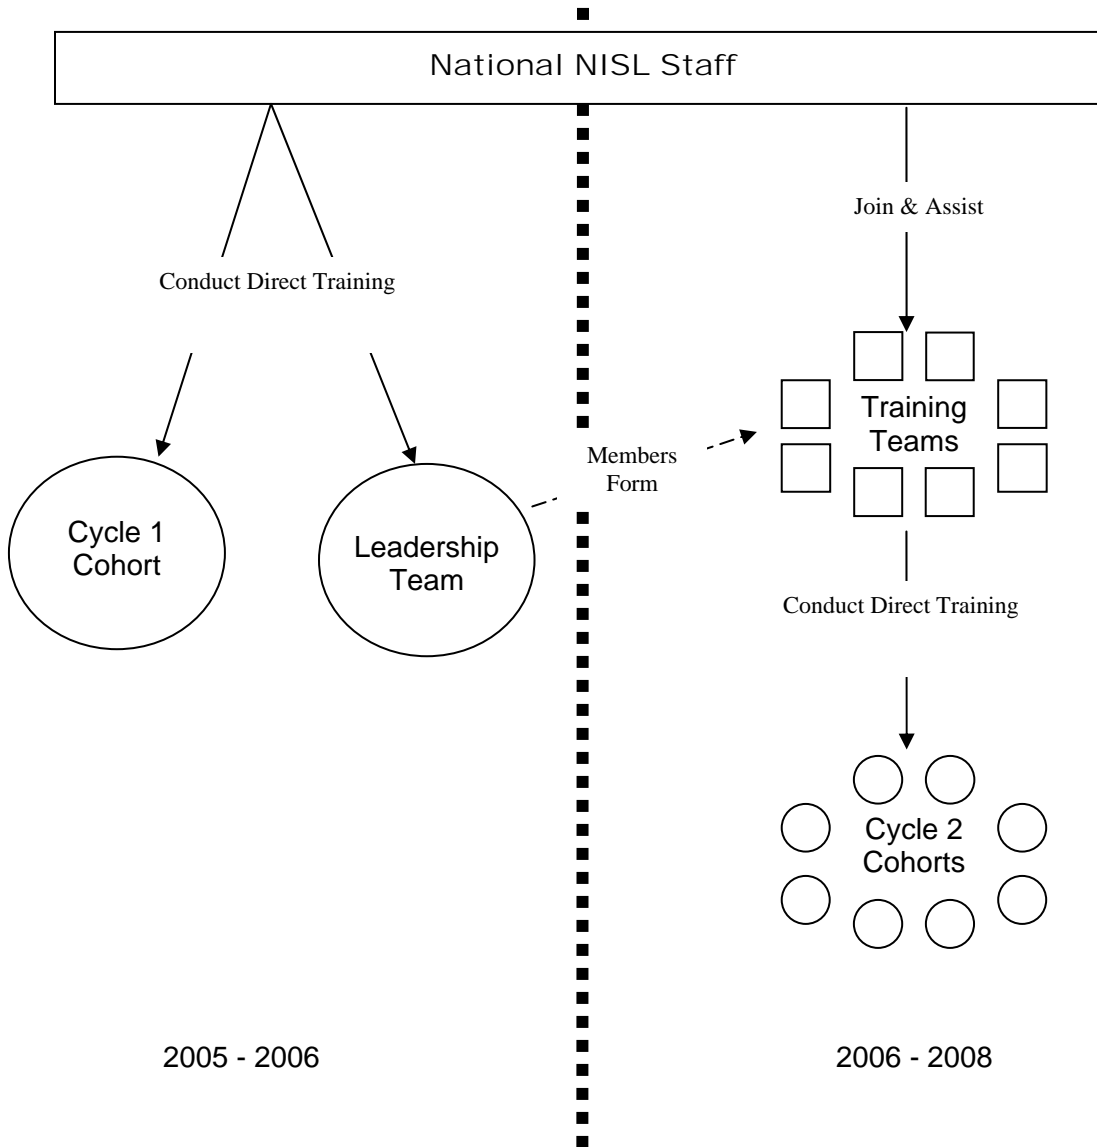 National NISL Staff
Join & Assist
Conduct Direct Training
Training
Teams
Members
Form
Cycle 1
Cohort
Leadership
Team
Conduct Direct Training
Cycle 2
Cohorts
2005 - 2006
2006 - 2008